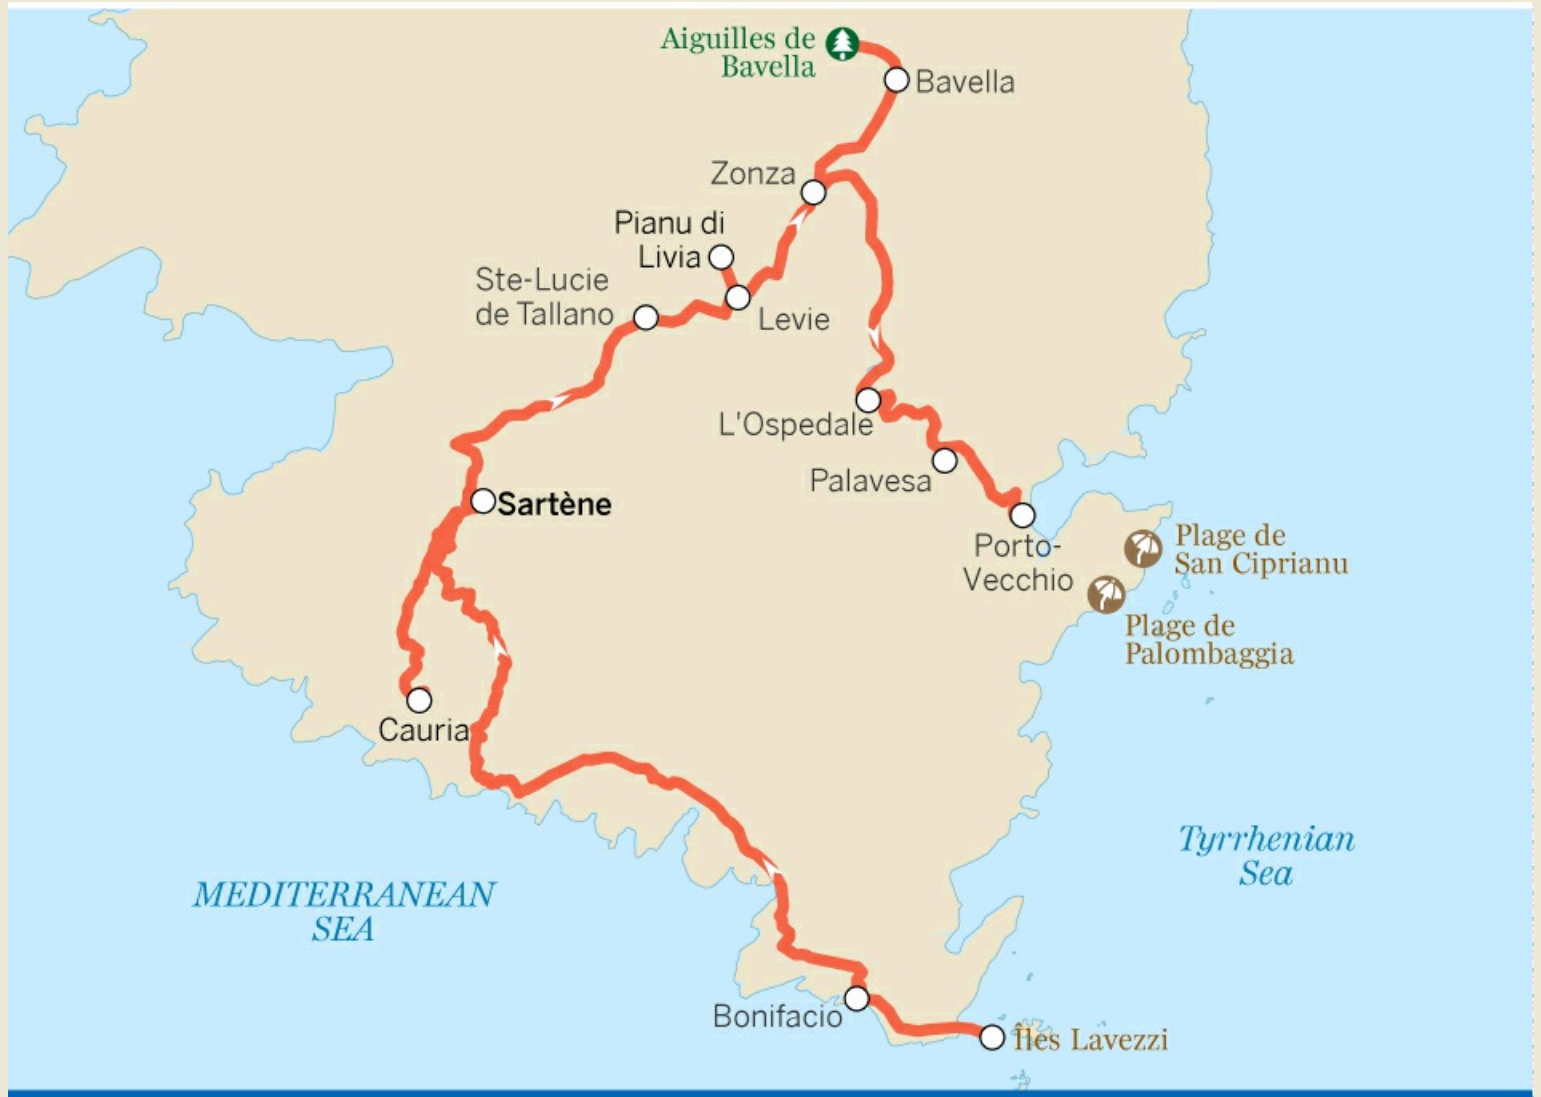 Aiguilles de
Bavella
Bavella
Zonza
Pianu di
Livia
Ste-Lucie
de Tallano
Levie
L'Ospedale
Palavesa
Sartène
Porto-
Vecchio
Plage de
San Ciprianu
Plage de
Palombaggia
Cauria
Tyrrhenian
Sea
MEDITERRANEAN
SEA
Bonifacio
Îles Lavezzi